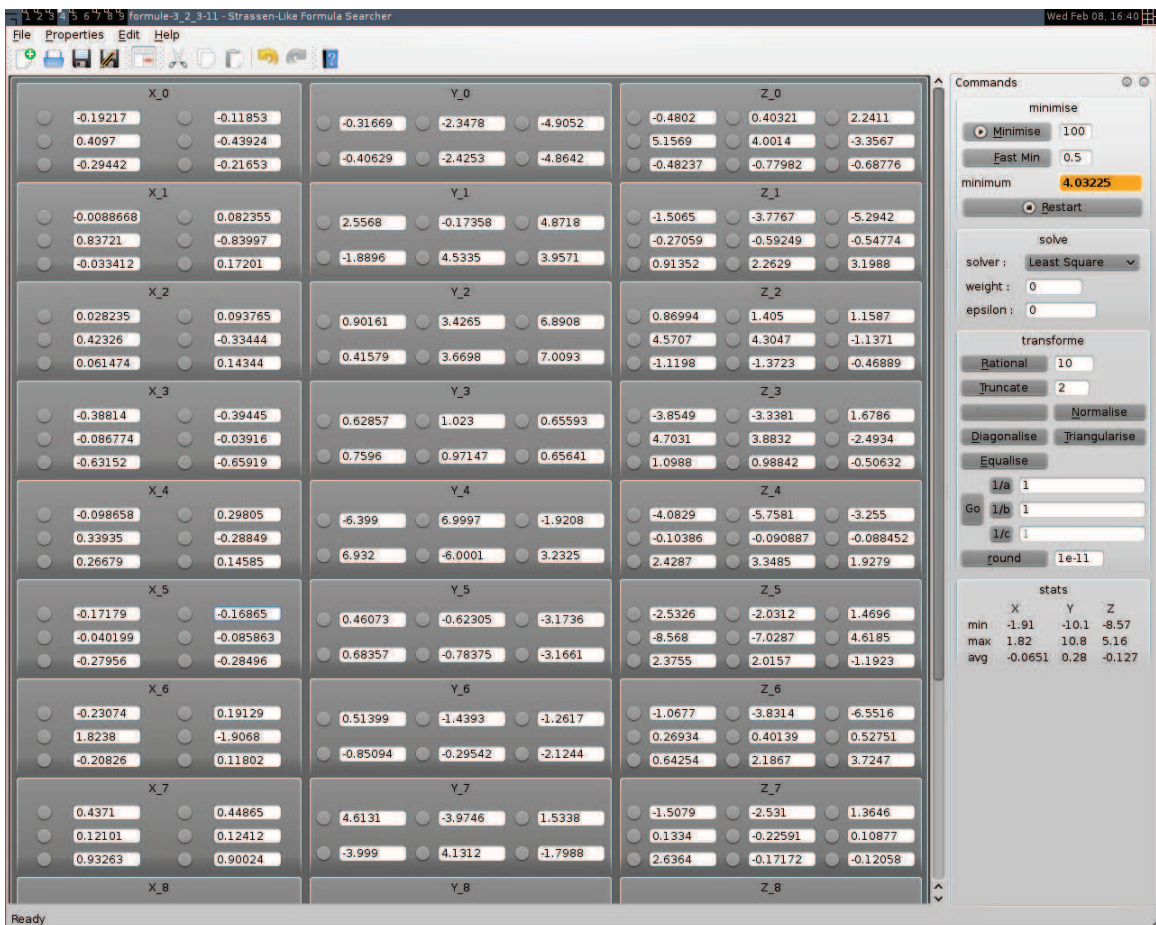 1 2 3 4 5 6 7 8 9 formule-3_2_3-11 - Strassen-Like Formula Searcher Wed Feb 08, 16:40
File Properties Edit Help
X_0 Y_0 Z_0
-0.19217 -0.11853
0.4097 -0.43924
-0.29442 -0.21653
-0.31669 -2.3478 -4.9052
-0.40629 -2.4253 -4.8642
-0.4802 0.40321 2.2411
5.1569 4.0014 -3.3567
-0.48237 -0.77982 -0.68776
X_1 Y_1 Z_1
-0.0088668 0.082355
0.83721 -0.83997
-0.033412 0.17201
2.5568 -0.17358 4.8718
-1.8896 4.5335 3.9571
-1.5065 -3.7767 -5.2942
-0.27059 -0.59249 -0.54774
0.91352 2.2629 3.1988
X_2 Y_2 Z_2
0.028235 0.093765
0.42326 -0.33444
0.061474 0.14344
0.90161 3.4265 6.8908
0.41579 3.6698 7.0093
0.86994 1.405 1.1587
4.5707 4.3047 -1.1371
-1.1198 -1.3723 -0.46889
X_3 Y_3 Z_3
-0.38814 -0.39445
-0.086774 -0.03916
-0.63152 -0.65919
0.62857 1.023 0.65593
0.7596 0.97147 0.65641
-3.8549 -3.3381 1.6786
4.7031 3.8832 -2.4934
1.0988 0.98842 -0.50632
X_4 Y_4 Z_4
-0.098658 0.29805
0.33935 -0.28849
0.26679 0.14585
-6.399 6.9997 -1.9208
6.932 -6.0001 3.2325
-4.0829 -5.7581 -3.255
-0.10386 -0.090887 -0.088452
2.4287 3.3485 1.9279
X_5 Y_5 Z_5
-0.17179 -0.16865
-0.040199 -0.085863
-0.27956 -0.28496
0.46073 -0.62305 -3.1736
0.68357 -0.78375 -3.1661
-2.5326 -2.0312 1.4696
-8.568 -7.0287 4.6185
2.3755 2.0157 -1.1923
X_6 Y_6 Z_6
-0.23074 0.19129
1.8238 -1.9068
-0.20826 0.11802
0.51399 -1.4393 -1.2617
-0.85094 -0.29542 -2.1244
-1.0677 -3.8314 -6.5516
0.26934 0.40139 0.52751
0.64254 2.1867 3.7247
X_7 Y_7 Z_7
0.4371 0.44865
0.12101 0.12412
0.93263 0.90024
4.6131 -3.9746 1.5338
-3.999 4.1312 -1.7988
-1.5079 -2.531 1.3646
0.1334 -0.22591 0.10877
2.6364 -0.17172 -0.12058
X_8 Y_8 Z_8
Commands
minimise
Minimise 100
Fast Min 0.5
minimum 4.03225
Restart
solve
solver : Least Square
weight : 0
epsilon : 0
transforme
Rational 10
Truncate 2
Normalise
Diagonalise Triangularise
Equalise
1/a 1
Go 1/b 1
1/c 1
round 1e-11
stats
X Y Z
min -1.91 -10.1 -8.57
max 1.82 10.8 5.16
avg -0.0651 0.28 -0.127
Ready